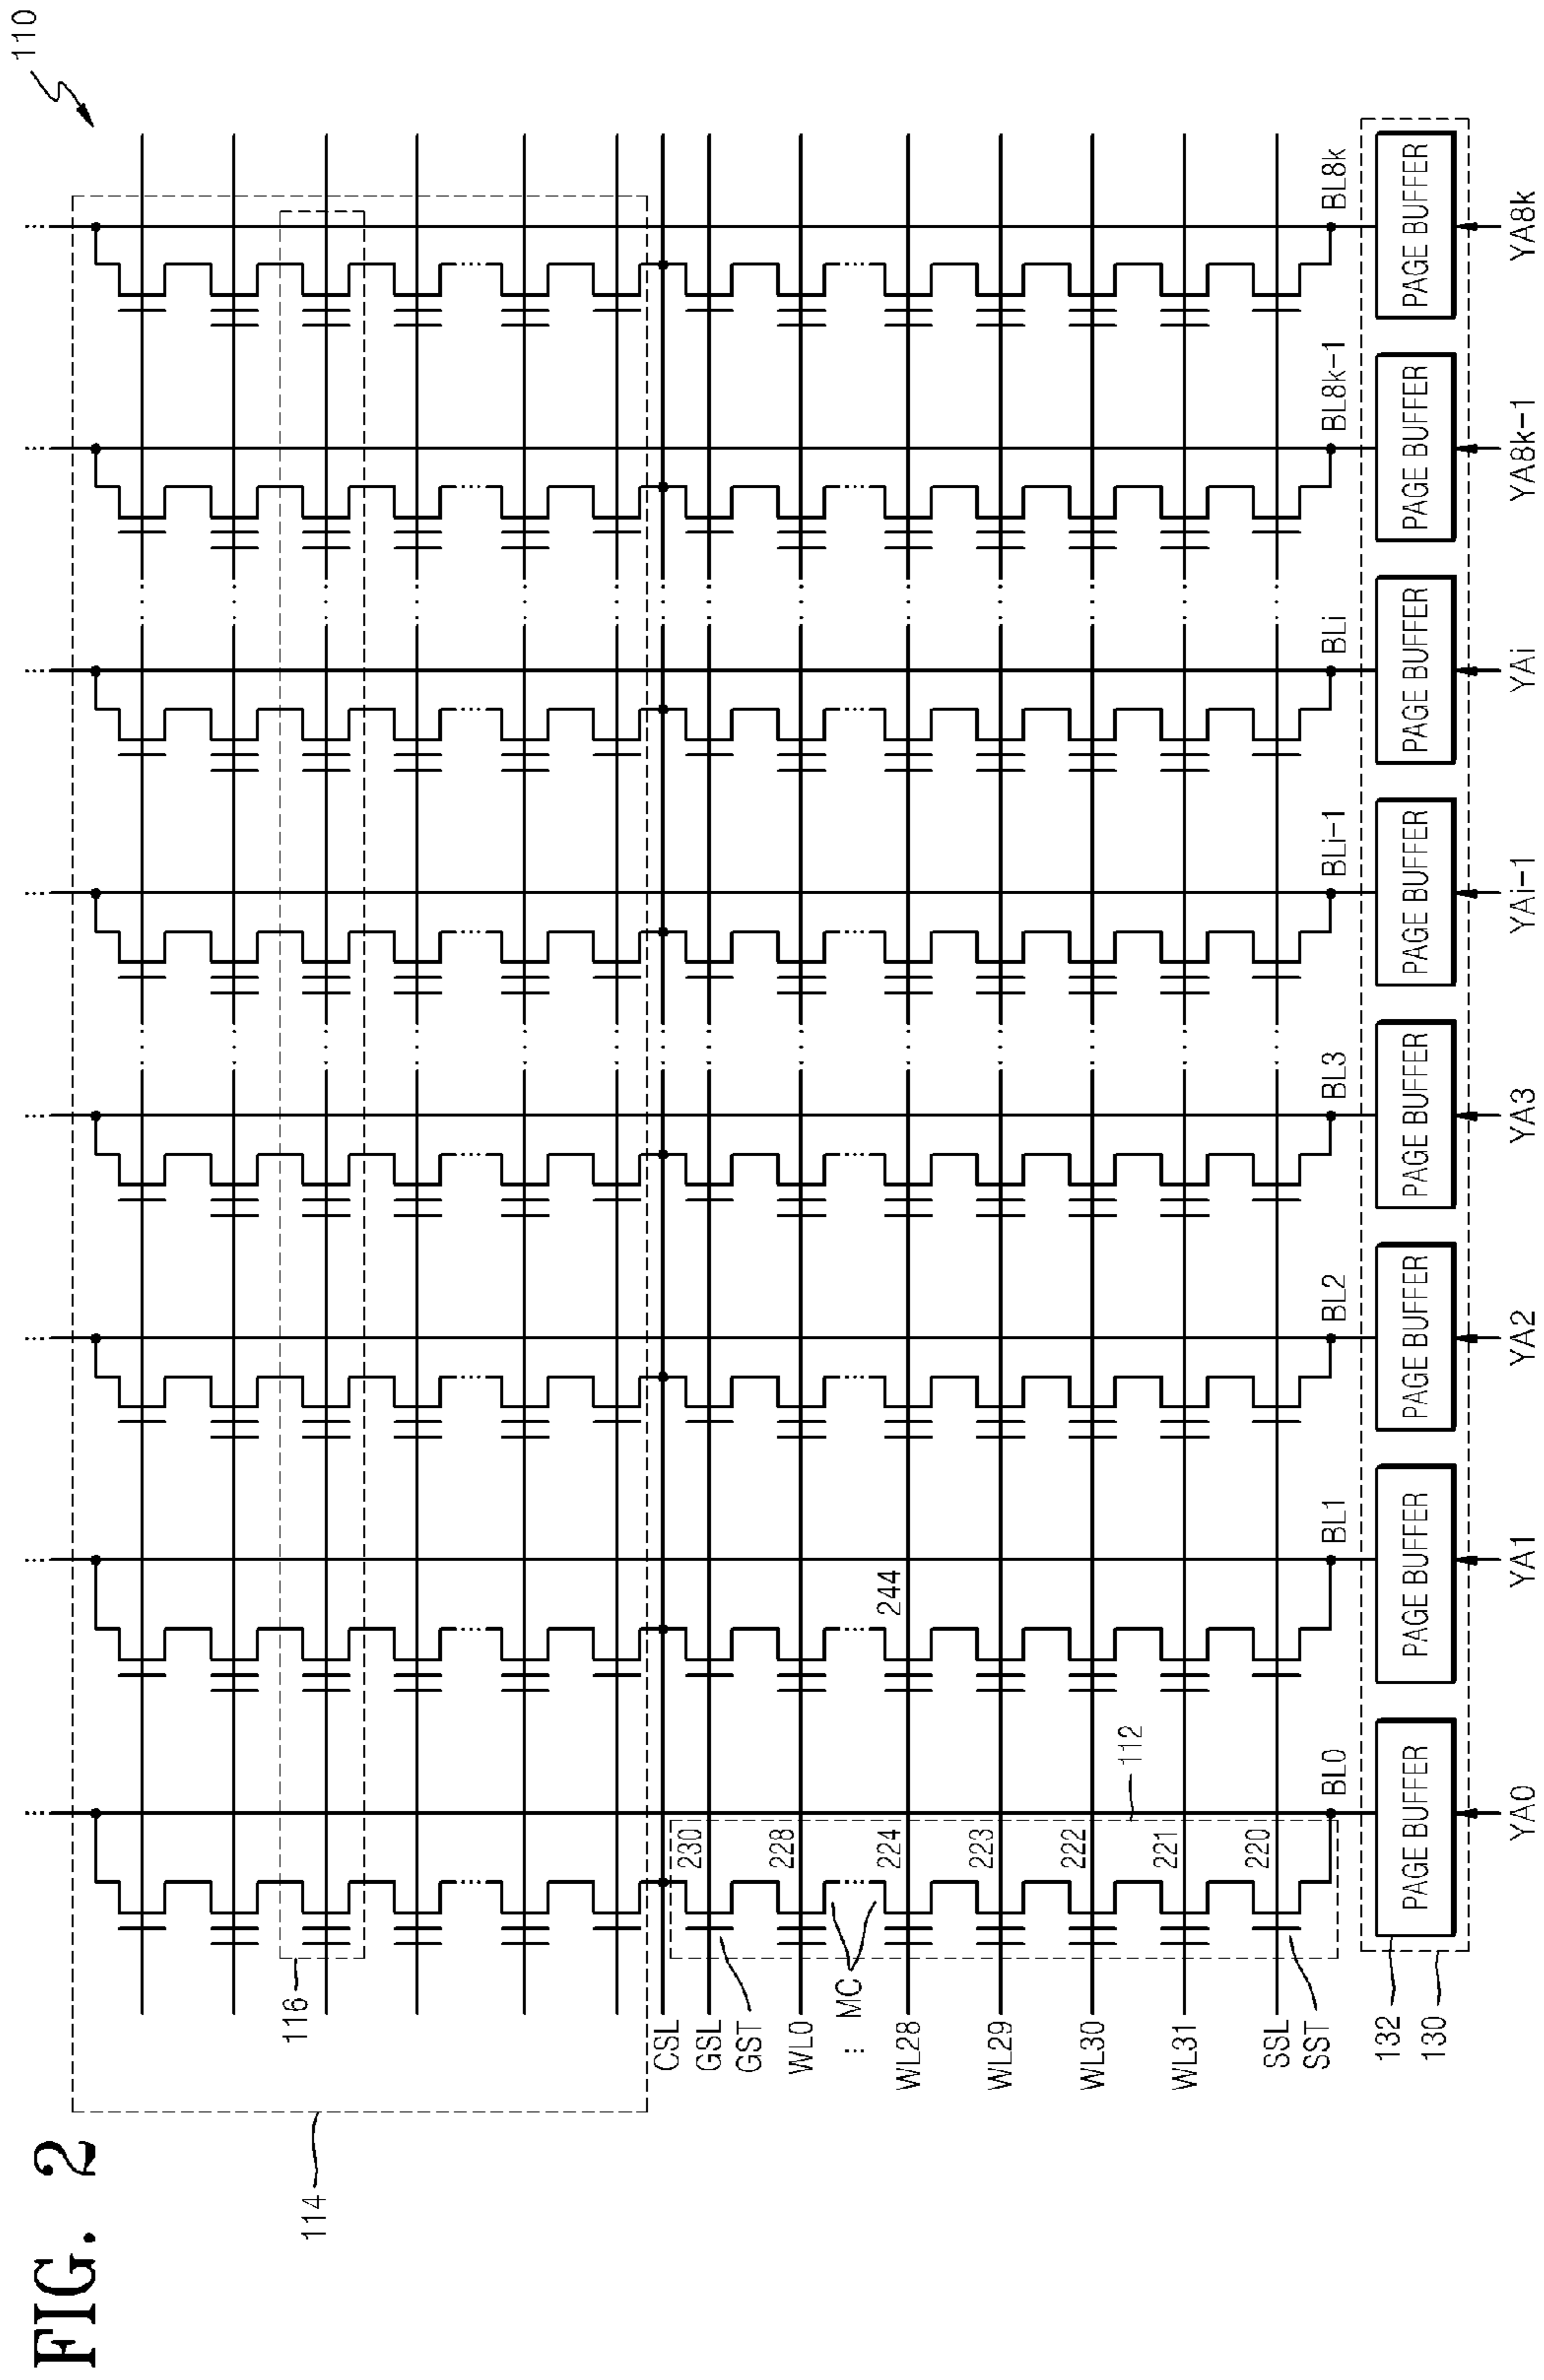 FIG. 2
110
114
116
CSL
GSL
GST
WL0
: MC
WL28
WL29
WL30
WL31
SSL
SST
132
130
230
228
224
223
222
221
220
112
244
BL0
BL1
BL2
BL3
BLi-1
BLi
BL8k-1
BL8k
PAGE BUFFER
PAGE BUFFER
PAGE BUFFER
PAGE BUFFER
PAGE BUFFER
PAGE BUFFER
PAGE BUFFER
PAGE BUFFER
YA0
YA1
YA2
YA3
YAi-1
YAi
YA8k-1
YA8k